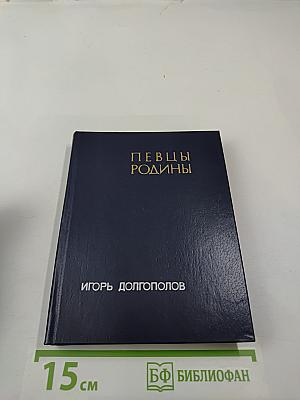 ПЕВЦЫ
РОДИНЫ
ИГОРЬ ДОЛГОПОЛОВ
15 см
БФ БИБЛИОФАН